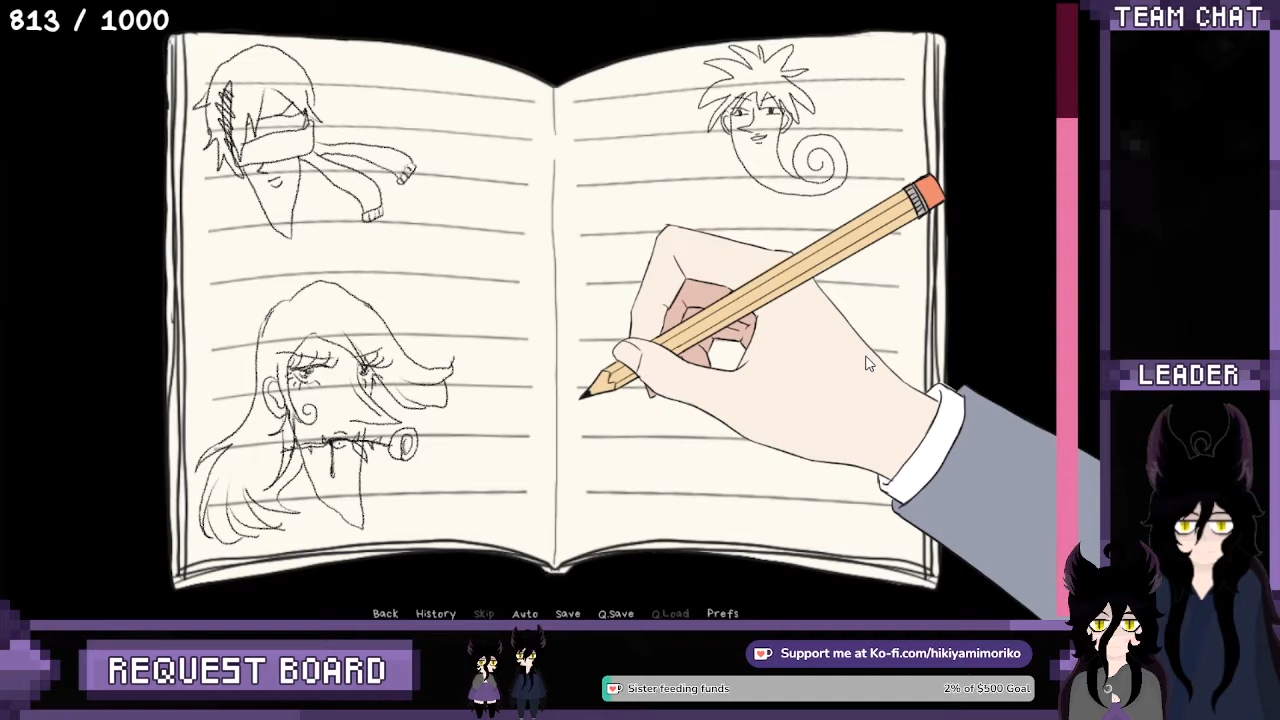 813 / 1000
TEAM CHAT
LEADER
Back History Skip Auto Save Q.Save Q.Load Prefs
REQUEST BOARD
Support me at Ko-fi.com/hikiyamimoriko
Sister feeding funds 2% of $500 Goal